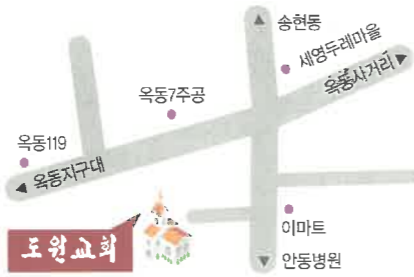 송현동
세영두레마을
옥동사거리
옥동7주공
옥동119
옥동지구대
도원교회
이마트
안동병원